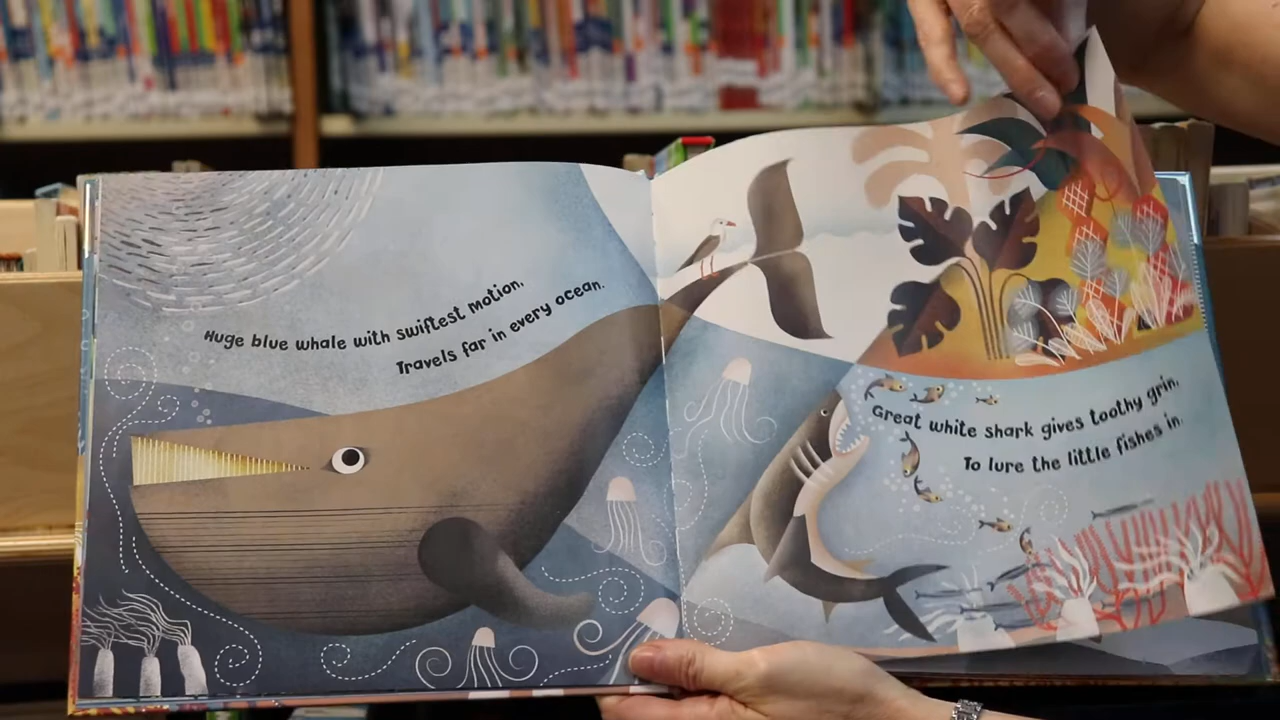 Huge blue whale with swiftest motion,
Travels far in every ocean.
Great white shark gives toothy grin,
To lure the little fishes in.